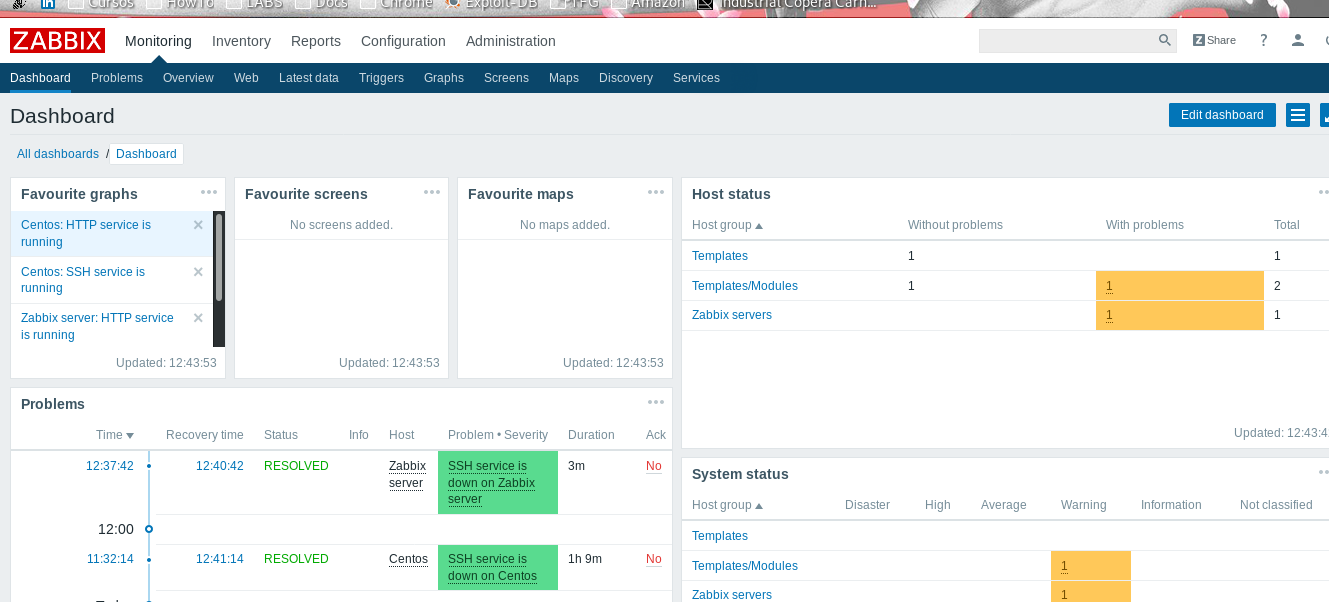 Cursos HowTo LABS Docs Chrome Exploit-DB PFFG Amazon Industrial Copera Carn...
ZABBIX Monitoring Inventory Reports Configuration Administration Z Share ?
Dashboard Problems Overview Web Latest data Triggers Graphs Screens Maps Discovery Services
Dashboard Edit dashboard
All dashboards / Dashboard
Favourite graphs
Centos: HTTP service is
running
Centos: SSH service is
running
Zabbix server: HTTP service
is running
Updated: 12:43:53
Favourite screens
No screens added.
Updated: 12:43:53
Favourite maps
No maps added.
Updated: 12:43:53
Host status
Host group Without problems With problems Total
Templates 1 1
Templates/Modules 1 1 2
Zabbix servers 1 1
Updated: 12:43:4
Problems
Time Recovery time Status Info Host Problem • Severity Duration Ack
12:37:42 12:40:42 RESOLVED Zabbix server SSH service is down on Zabbix server 3m No
12:00
11:32:14 12:41:14 RESOLVED Centos SSH service is down on Centos 1h 9m No
System status
Host group Disaster High Average Warning Information Not classified
Templates
Templates/Modules 1
Zabbix servers 1